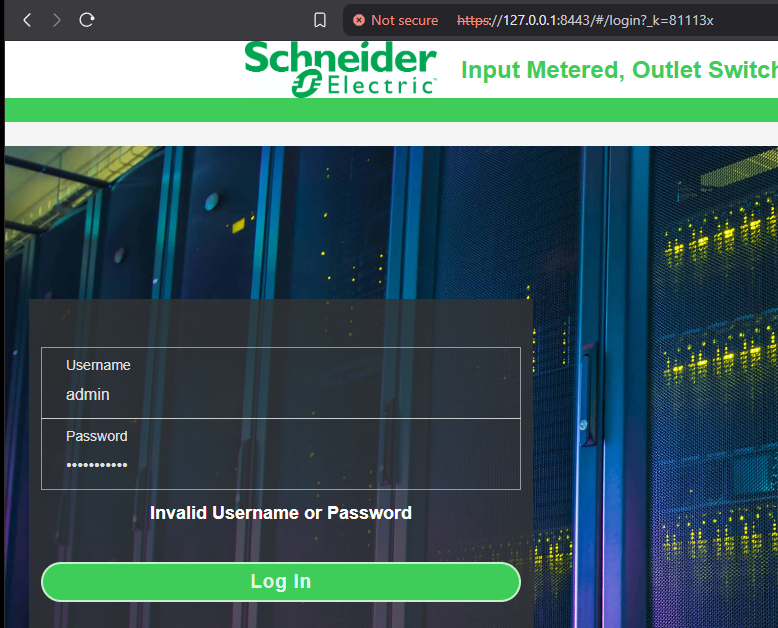 Not secure https://127.0.0.1:8443/#/login?_k=81113x
Schneider
Electric
Input Metered, Outlet Switch
Username
admin
Password
•••••••••••
Invalid Username or Password
Log In